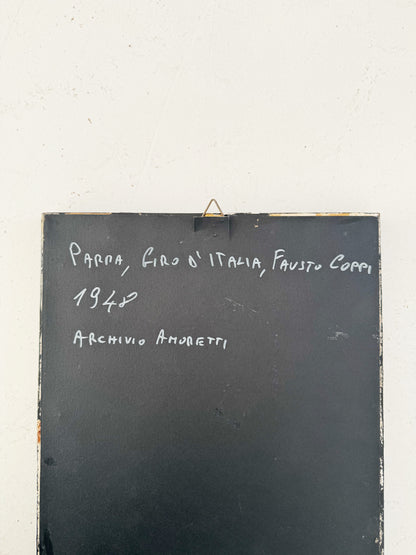 PARMA, GIRO D'ITALIA, FAUSTO COPPI
1948
ARCHIVIO AMORETTI